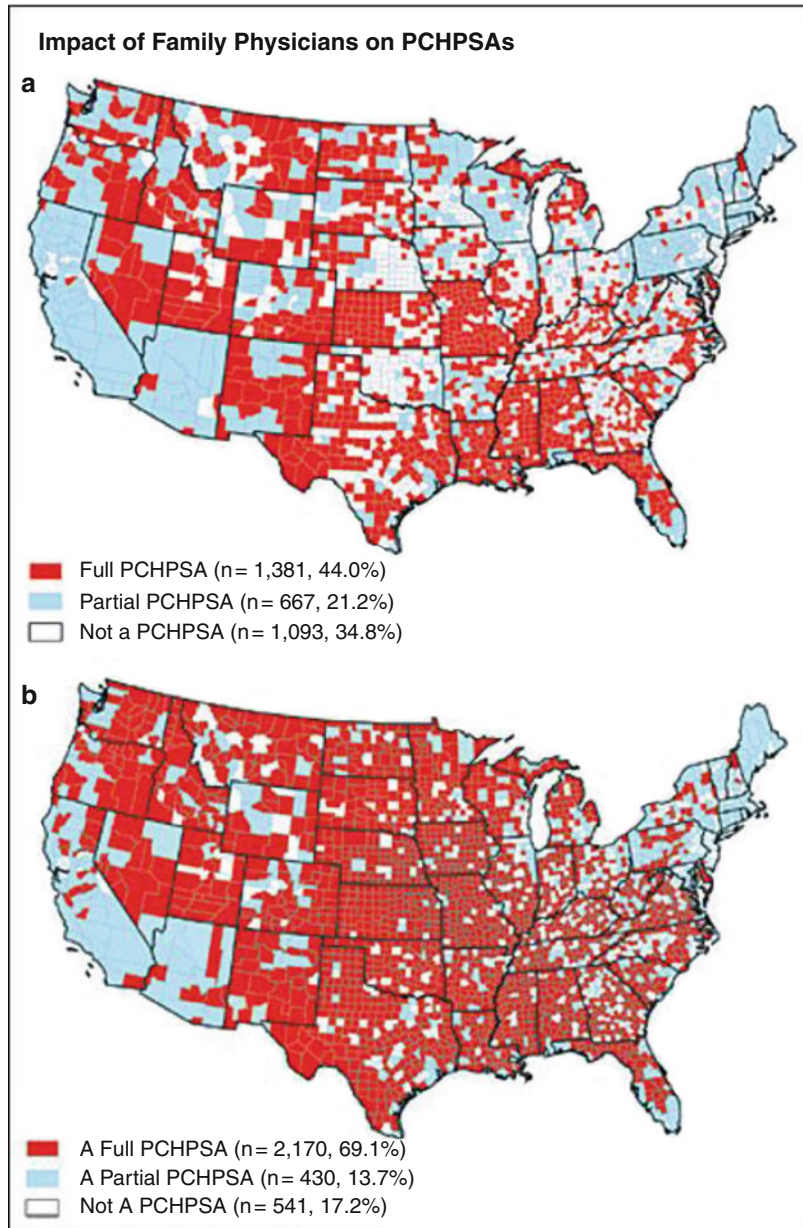 Impact of Family Physicians on PCHPSAs
a
Full PCHPSA (n= 1,381, 44.0%)
Partial PCHPSA (n= 667, 21.2%)
Not a PCHPSA (n= 1,093, 34.8%)
b
A Full PCHPSA (n= 2,170, 69.1%)
A Partial PCHPSA (n= 430, 13.7%)
Not A PCHPSA (n= 541, 17.2%)